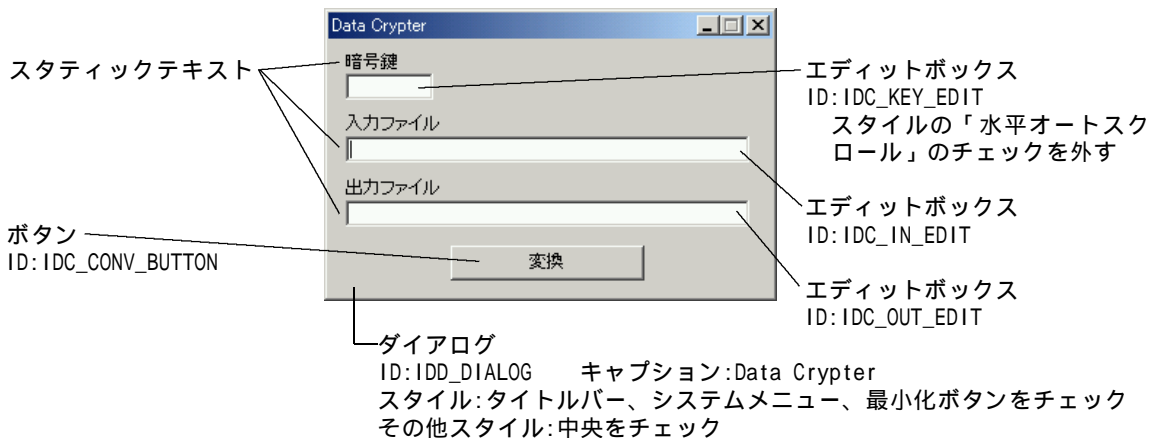 Data Crypter
暗号鍵
入力ファイル
出力ファイル
変換
スタティックテキスト
ボタン
ID:IDC_CONV_BUTTON
エディットボックス
ID:IDC_KEY_EDIT
スタイルの「水平オートスク
ロール」のチェックを外す
エディットボックス
ID:IDC_IN_EDIT
エディットボックス
ID:IDC_OUT_EDIT
ダイアログ
ID:IDD_DIALOG キャプション:Data Crypter
スタイル:タイトルバー、システムメニュー、最小化ボタンをチェック
その他スタイル:中央をチェック